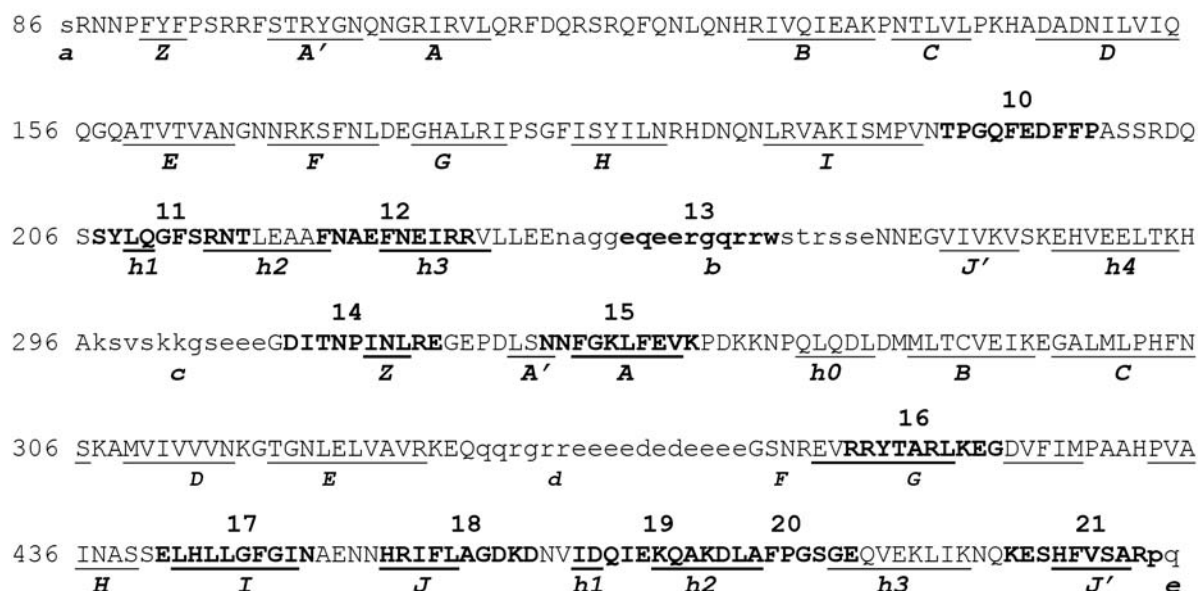 86 sRNNPFYFPSRRFSTRYGNQNGRIRVLQRFDQRSRQFQNLQNHRIVQIEAKPNTLVLPKHADADNILVIQ
a Z A' A B C D
10
156 QGQATVTVANGNNRKSFNLDEGHALRIPSGFISYILNRHDNQNLRVAKISMPVNTPGQFEDFFPASSRDQ
E F G H I
11 12 13
206 SSYLQGFSRNTLEAAFNAEFNEIRRVLLEEnaggeqeergqrrwstrsseNNEGVIVKVSKEHVEELTKH
h1 h2 h3 b J' h4
14 15
296 AksvskkgseeeGDITNPINLREGEPDLSNNFGKLFEVKPDKKNPQLQDLDMMLTCVEIKEGALMLPHFN
c Z A' A h0 B C
16
306 SKAMVIVVVNKGTGNLELVAVRKEQqqrgrreeeededeeeeGSNREVRRYTARLKEGDVFIMPAAHPVA
D E d F G
17 18 19 20 21
436 INASSELHLLGFGINAENNHRIFLAGDKDNVIDQIEKQAKDLAFPGSGEQVEKLIKNQKESHFVSARpq
H I J h1 h2 h3 J' e